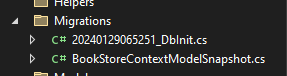 Helpers
Migrations
C# 20240129065251_DbInit.cs
C# BookStoreContextModelSnapshot.cs